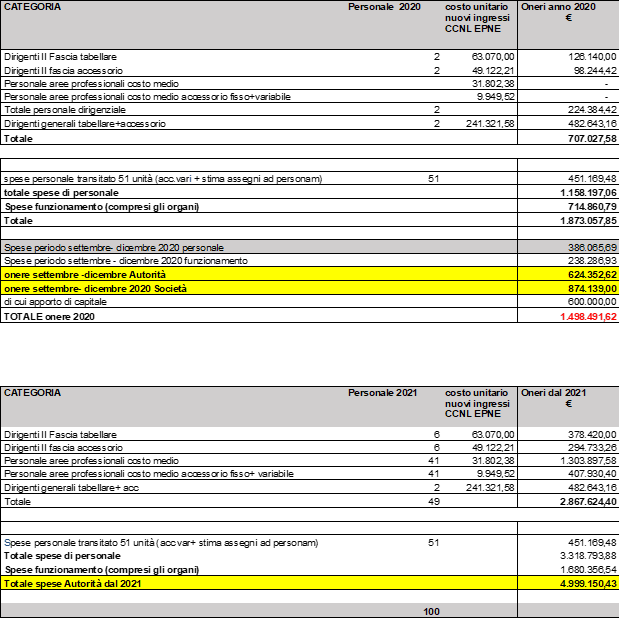 CATEGORIA Personale 2020 costo unitario nuovi ingressi CCNL EPNE Oneri anno 2020 €
Dirigenti II Fascia tabellare 2 63.070,00 126.140,00
Dirigenti II fascia accessorio 2 49.122,21 98.244,42
Personale aree professionali costo medio 31.802,38 -
Personale aree professionali costo medio accessorio fisso+variabile 9.949,52 -
Totale personale dirigenziale 2 224.384,42
Dirigenti generali tabellare+accessorio 2 241.321,58 482.643,16
Totale 707.027,58
spese personale transitato 51 unità (acc.vari + stima assegni ad personam) 51 451.169,48
totale spese di personale 1.158.197,06
Spese funzionamento (compresi gli organi) 714.860,79
Totale 1.873.057,85
Spese periodo settembre- dicembre 2020 personale 386.065,69
Spese periodo settembre - dicembre 2020 funzionamento 238.286,93
onere settembre -dicembre Autorità 624.352,62
onere settembre- dicembre 2020 Società 874.139,00
di cui apporto di capitale 600.000,00
TOTALE onere 2020 1.498.491,62
CATEGORIA Personale 2021 costo unitario nuovi ingressi CCNL EPNE Oneri dal 2021 €
Dirigenti II Fascia tabellare 6 63.070,00 378.420,00
Dirigenti II fascia accessorio 6 49.122,21 294.733,26
Personale aree professionali costo medio 41 31.802,38 1.303.897,58
Personale aree professionali costo medio accessorio fisso+ variabile 41 9.949,52 407.930,40
Dirigenti generali tabellare+ acc 2 241.321,58 482.643,16
Totale 49 2.867.624,40
Spese personale transitato 51 unità (acc.var+ stima assegni ad personam) 51 451.169,48
Totale spese di personale 3.318.793,88
Spese funzionamento (compresi gli organi) 1.680.356,54
Totale spese Autorità dal 2021 4.999.150,43
100